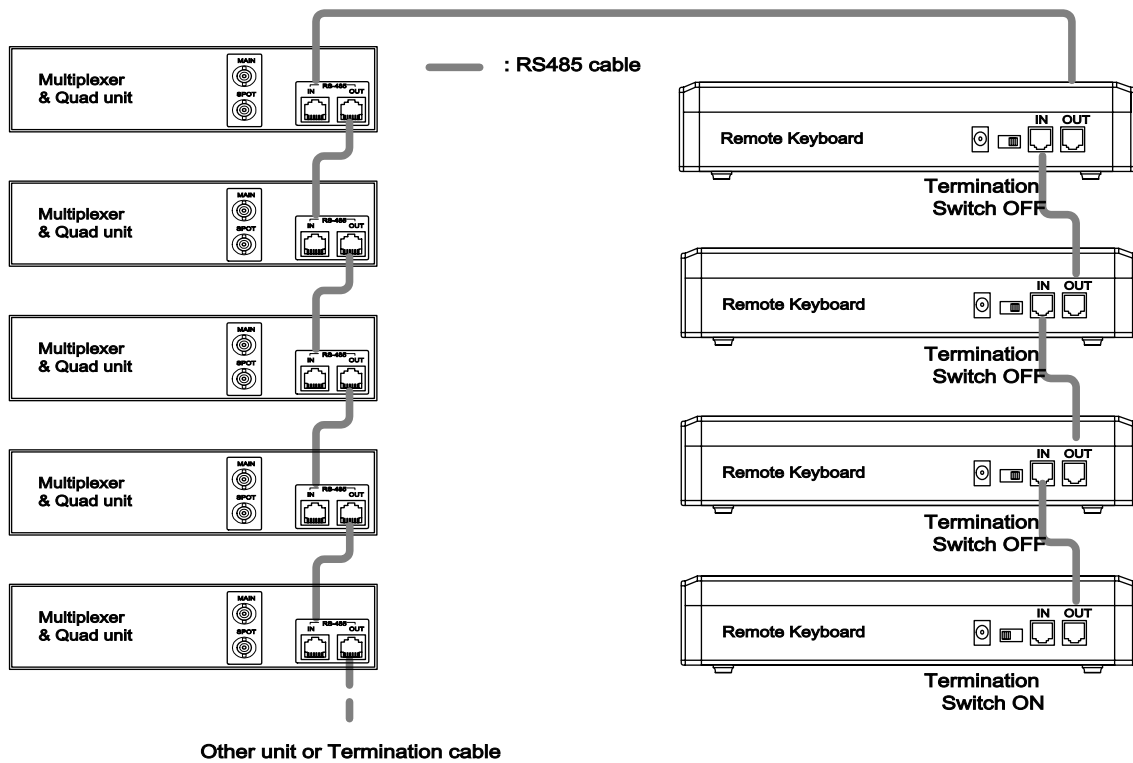 MAIN
SPOT
RS-485
IN OUT
Multiplexer
& Quad unit
: RS485 cable
IN OUT
Remote Keyboard
Termination
Switch OFF
MAIN
SPOT
RS-485
IN OUT
Multiplexer
& Quad unit
IN OUT
Remote Keyboard
Termination
Switch OFF
MAIN
SPOT
RS-485
IN OUT
Multiplexer
& Quad unit
IN OUT
Remote Keyboard
Termination
Switch OFF
MAIN
SPOT
RS-485
IN OUT
Multiplexer
& Quad unit
IN OUT
Remote Keyboard
Termination
Switch ON
MAIN
SPOT
RS-485
IN OUT
Multiplexer
& Quad unit
Other unit or Termination cable